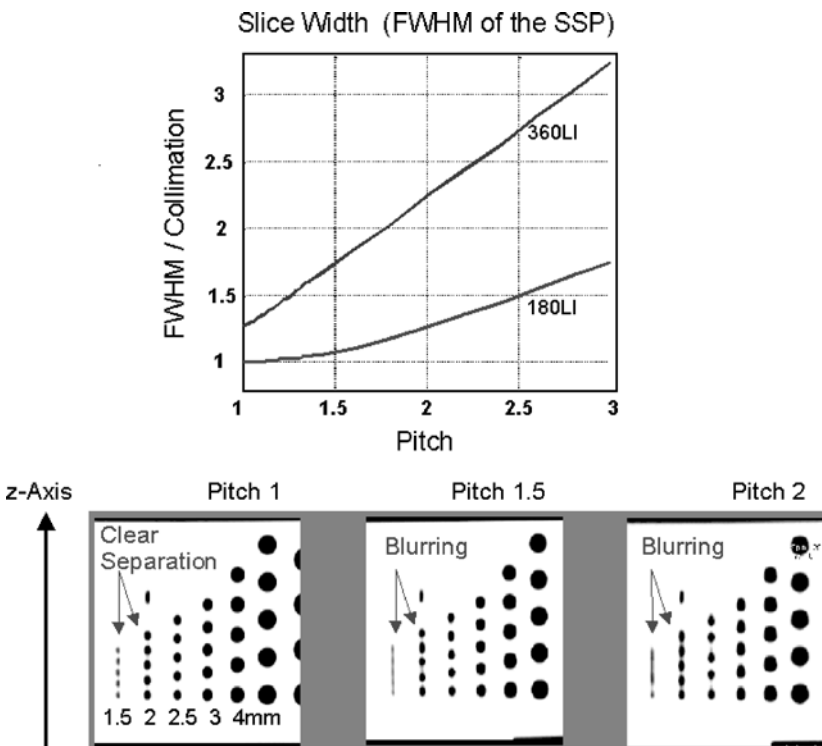 Slice Width (FWHM of the SSP)
FWHM / Collimation
3
2.5
2
1.5
1
360LI
180LI
1 1.5 2 2.5 3
Pitch
z-Axis Pitch 1 Pitch 1.5 Pitch 2
Clear
Separation
Blurring
Blurring
1.5 2 2.5 3 4mm